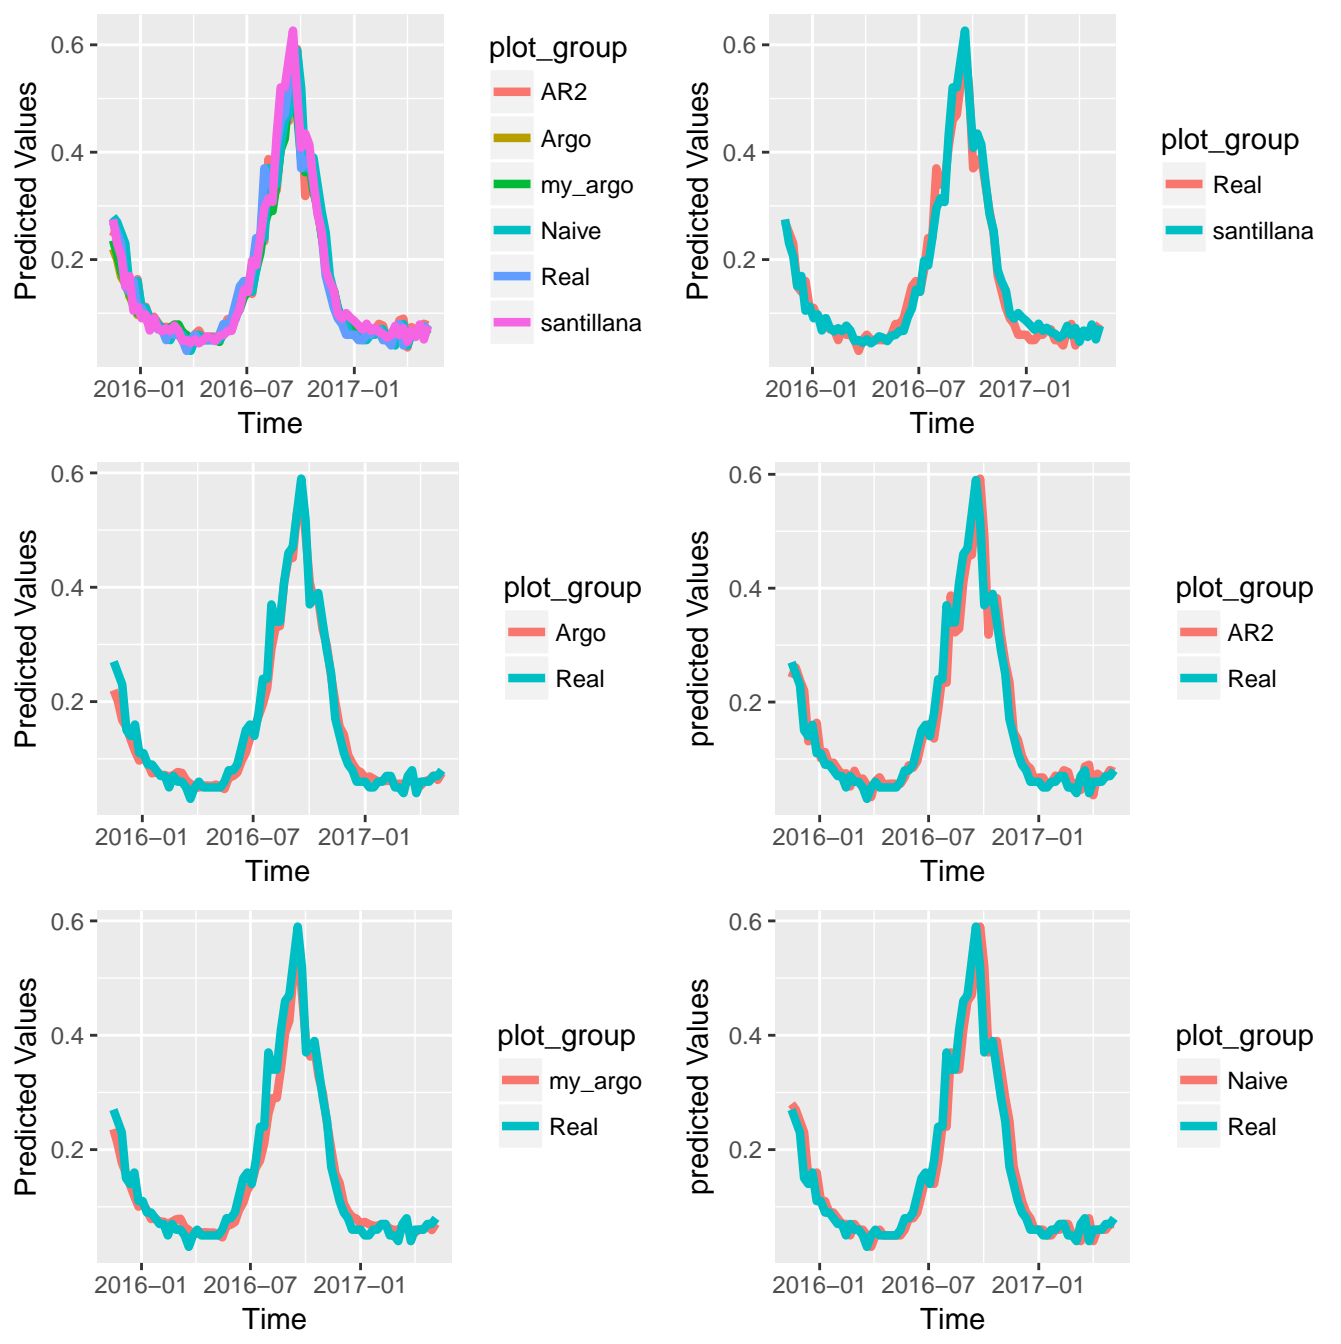 Predicted Values
0.6
0.4
0.2
2016−01 2016−07 2017−01
Time
plot_group
AR2
Argo
my_argo
Naive
Real
santillana
Predicted Values
0.6
0.4
0.2
2016−01 2016−07 2017−01
Time
plot_group
Real
santillana
Predicted Values
0.6
0.4
0.2
2016−01 2016−07 2017−01
Time
plot_group
Argo
Real
predicted Values
0.6
0.4
0.2
2016−01 2016−07 2017−01
Time
plot_group
AR2
Real
Predicted Values
0.6
0.4
0.2
2016−01 2016−07 2017−01
Time
plot_group
my_argo
Real
predicted Values
0.6
0.4
0.2
2016−01 2016−07 2017−01
Time
plot_group
Naive
Real